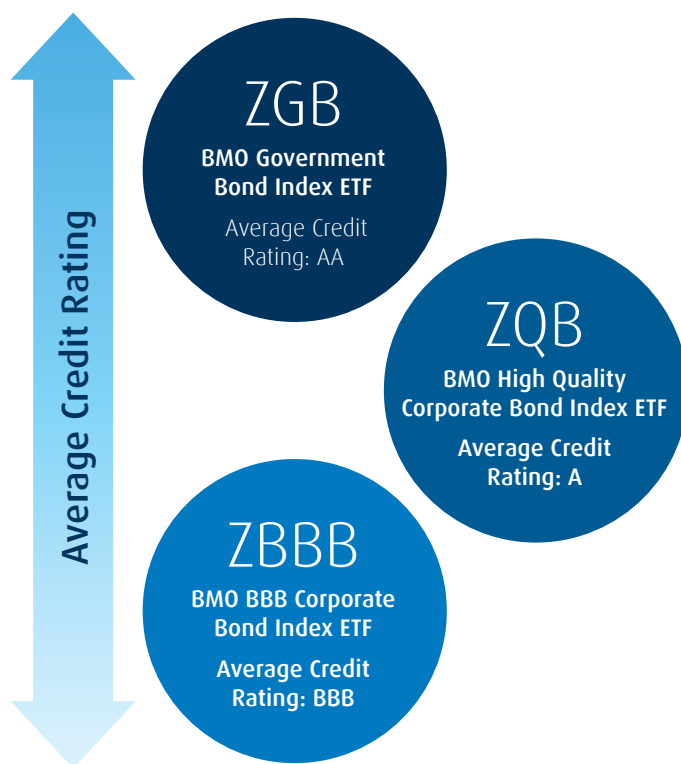 Average Credit Rating
ZGB
BMO Government
Bond Index ETF
Average Credit
Rating: AA
ZQB
BMO High Quality
Corporate Bond Index ETF
Average Credit
Rating: A
ZBBB
BMO BBB Corporate
Bond Index ETF
Average Credit
Rating: BBB